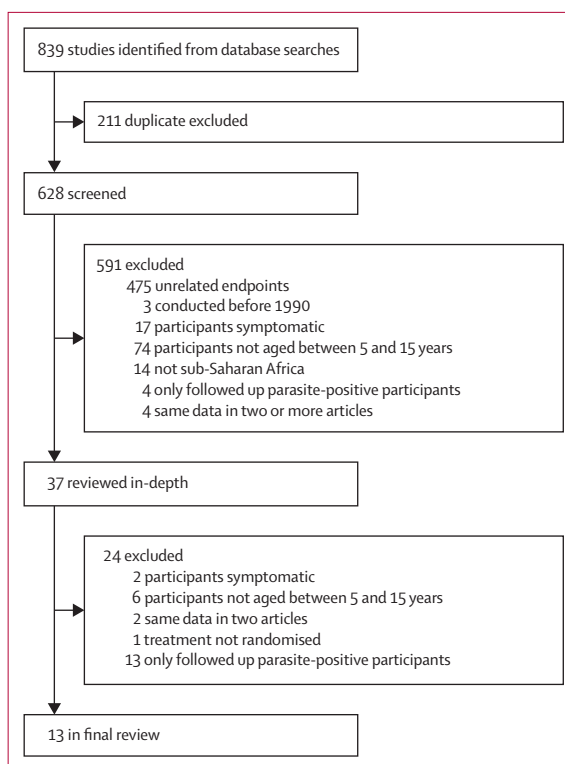 839 studies identified from database searches
211 duplicate excluded
628 screened
591 excluded
475 unrelated endpoints
3 conducted before 1990
17 participants symptomatic
74 participants not aged between 5 and 15 years
14 not sub-Saharan Africa
4 only followed up parasite-positive participants
4 same data in two or more articles
37 reviewed in-depth
24 excluded
2 participants symptomatic
6 participants not aged between 5 and 15 years
2 same data in two articles
1 treatment not randomised
13 only followed up parasite-positive participants
13 in final review